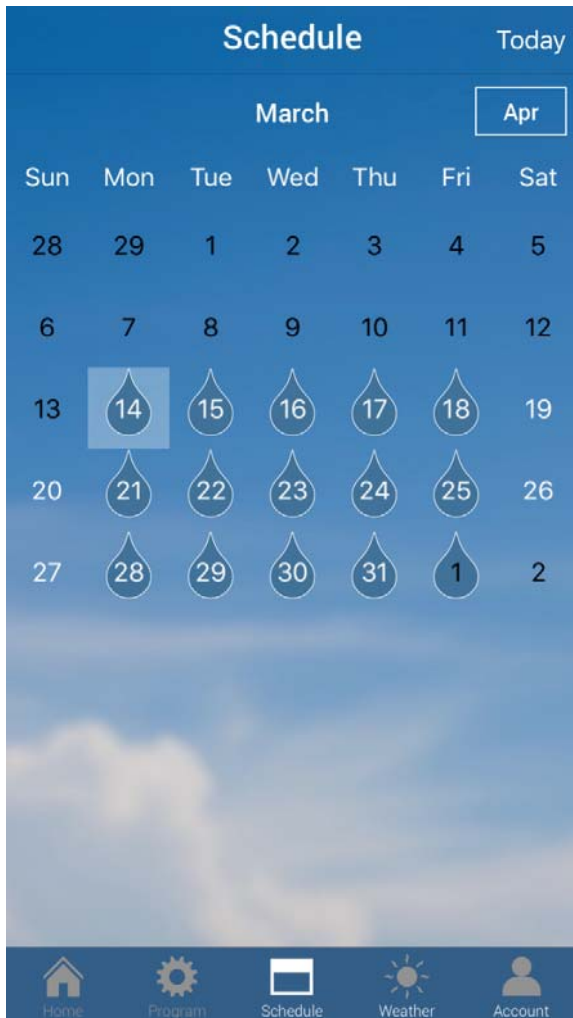 Schedule Today
March Apr
Sun Mon Tue Wed Thu Fri Sat
28 29 1 2 3 4 5
6 7 8 9 10 11 12
13 14 15 16 17 18 19
20 21 22 23 24 25 26
27 28 29 30 31 1 2
Home Program Schedule Weather Account